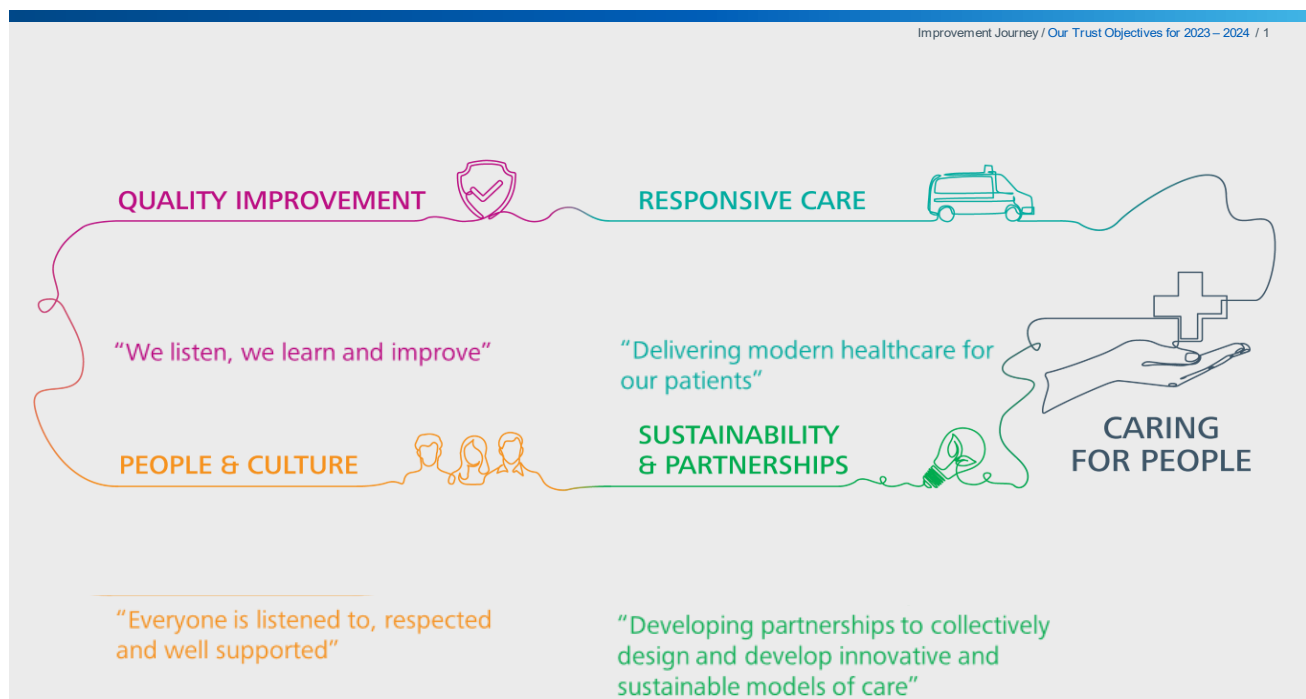 Improvement Journey / Our Trust Objectives for 2023 – 2024 / 1
QUALITY IMPROVEMENT
RESPONSIVE CARE
“We listen, we learn and improve”
“Delivering modern healthcare for
our patients”
CARING
FOR PEOPLE
PEOPLE & CULTURE
SUSTAINABILITY
& PARTNERSHIPS
“Everyone is listened to, respected
and well supported”
“Developing partnerships to collectively
design and develop innovative and
sustainable models of care”